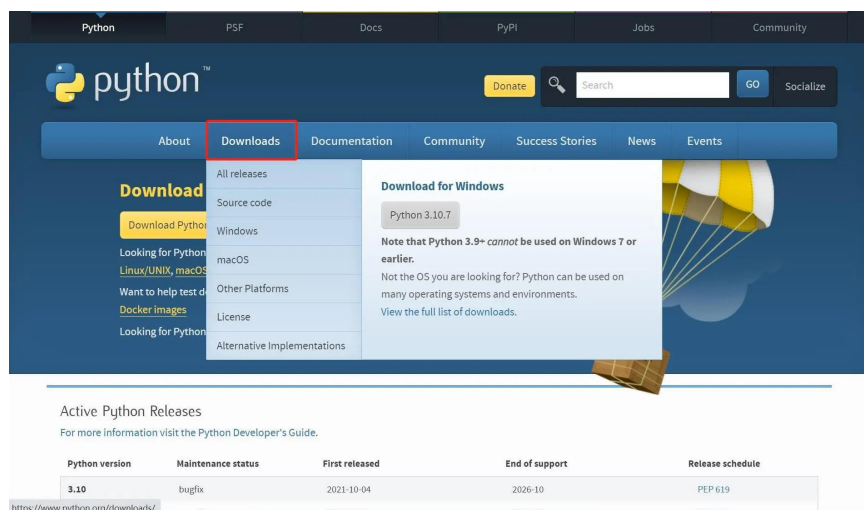 Python PSF Docs PyPI Jobs Community
python™
Donate Search GO Socialize
About Downloads Documentation Community Success Stories News Events
All releases
Source code
Windows
macOS
Other Platforms
License
Alternative Implementations
Download for Windows
Python 3.10.7
Note that Python 3.9+ cannot be used on Windows 7 or
earlier.
Not the OS you are looking for? Python can be used on
many operating systems and environments.
View the full list of downloads.
Download
Download Python
Looking for Python
Linux/UNIX, macOS
Want to help test d
Docker images
Looking for Python
Active Python Releases
For more information visit the Python Developer's Guide.
Python version Maintenance status First released End of support Release schedule
3.10 bugfix 2021-10-04 2026-10 PEP 619
https://www.python.org/downloads/